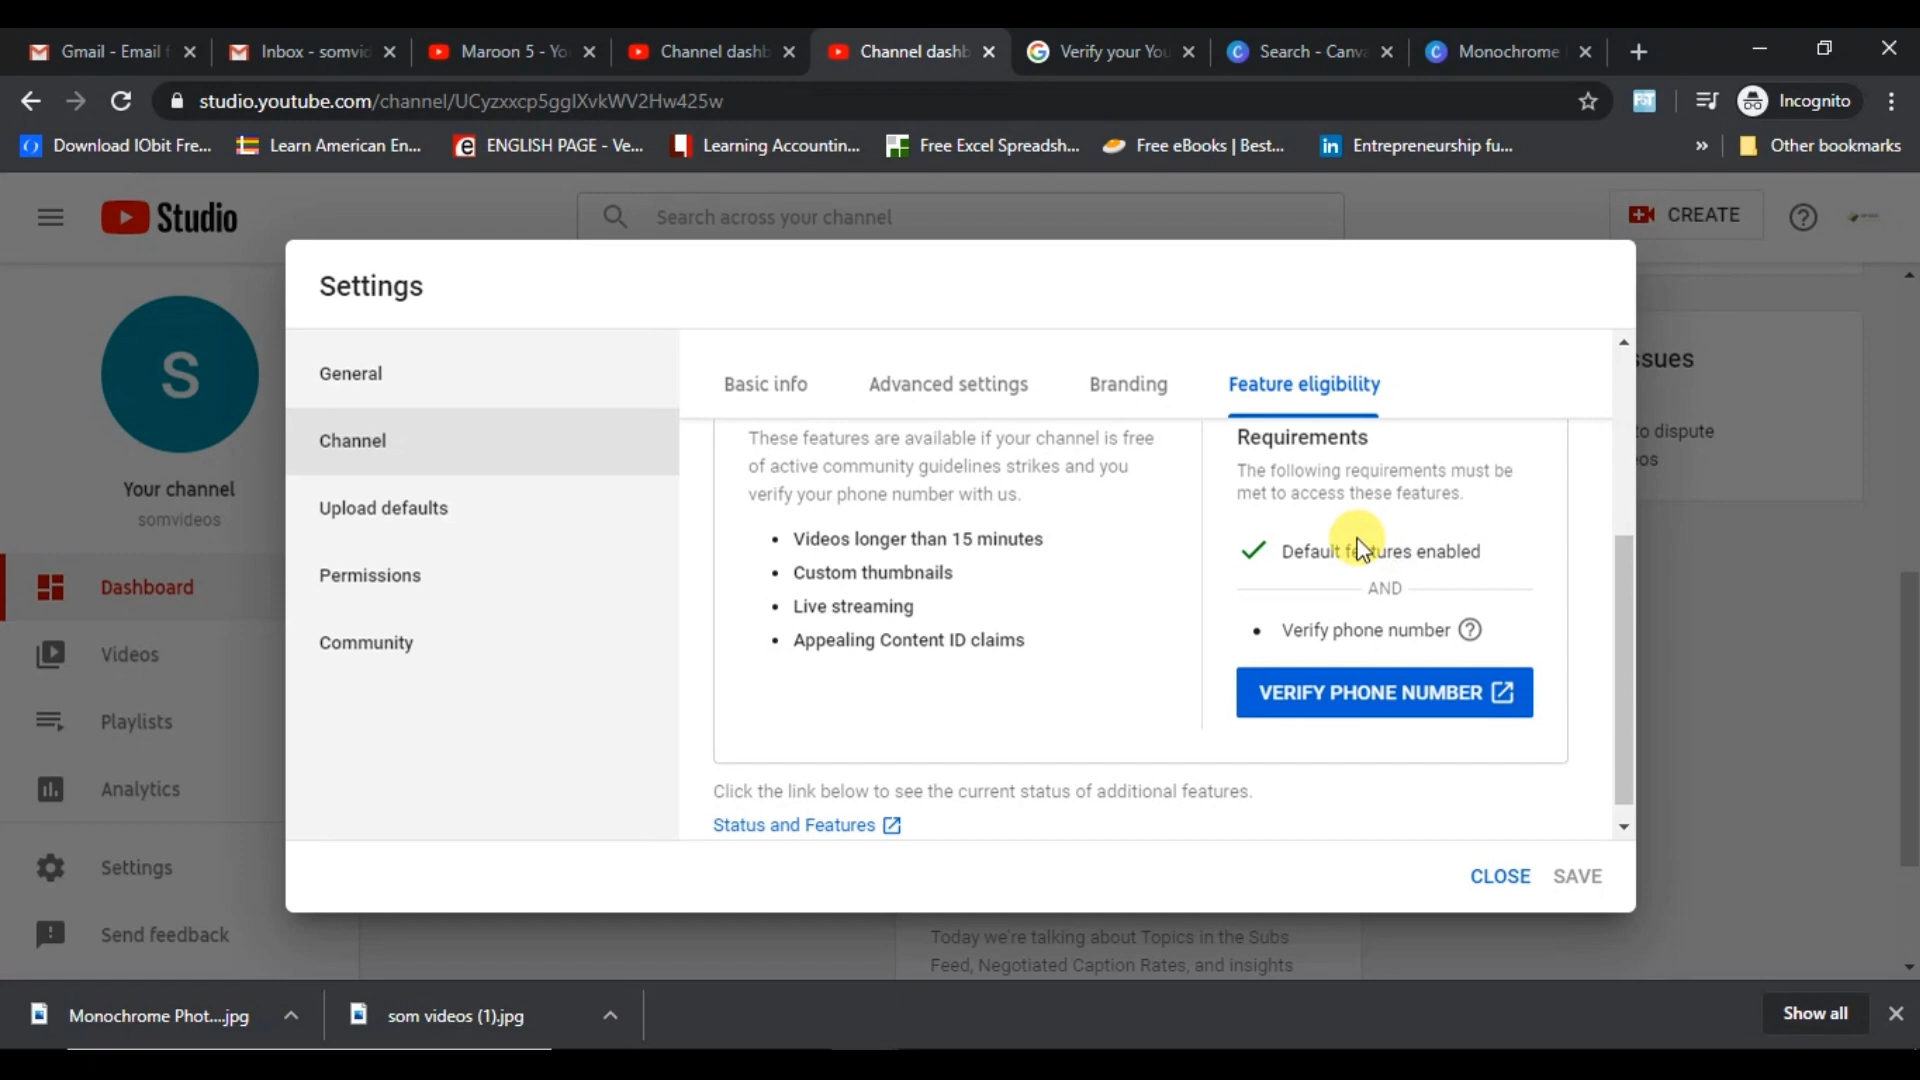 Gmail - Email f
Inbox - somvid
Maroon 5 - Yo
Channel dashb
Channel dashb
Verify your You
Search - Canva
Monochrome
studio.youtube.com/channel/UCyzxxcp5gglXvkWV2Hw425w
Incognito
Download IObit Fre...
Learn American En...
ENGLISH PAGE - Ve...
Learning Accountin...
Free Excel Spreadsh...
Free eBooks | Best...
Entrepreneurship fu...
»
Other bookmarks
Studio
Search across your channel
CREATE
Settings
S
Your channel
somvideos
Dashboard
Videos
Playlists
Analytics
Settings
Send feedback
General
Channel
Upload defaults
Permissions
Community
Basic info
Advanced settings
Branding
Feature eligibility
These features are available if your channel is free
of active community guidelines strikes and you
verify your phone number with us.
• Videos longer than 15 minutes
• Custom thumbnails
• Live streaming
• Appealing Content ID claims
Requirements
The following requirements must be
met to access these features.
Default features enabled
AND
• Verify phone number
VERIFY PHONE NUMBER
Click the link below to see the current status of additional features.
Status and Features
CLOSE
SAVE
ssues
to dispute
os
Today we're talking about Topics in the Subs
Feed, Negotiated Caption Rates, and insights
Monochrome Phot....jpg
som videos (1).jpg
Show all